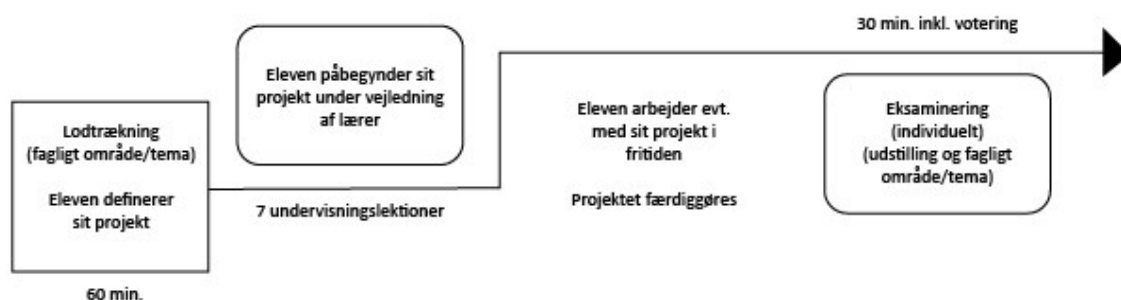 Lodtrækning
(fagligt område/tema)
Eleven definerer
sit projekt
60 min.
Eleven påbegynder sit
projekt under vejledning
af lærer
7 undervisningslektioner
Eleven arbejder evt.
med sit projekt i
fritiden
Projektet færdiggøres
30 min. inkl. votering
Eksaminering
(individuelt)
(udstilling og fagligt
område/tema)